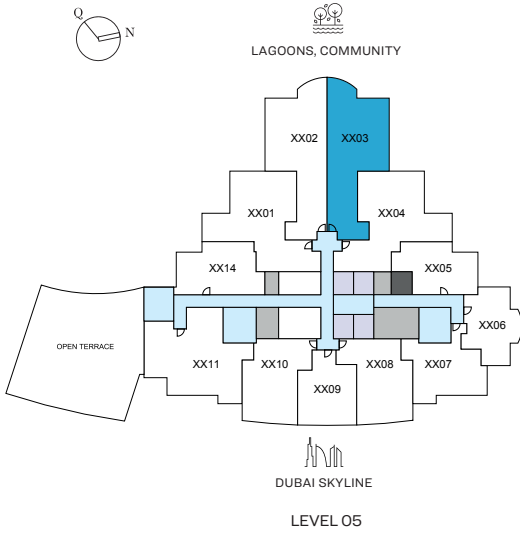 Q
N
LAGOONS, COMMUNITY
XX02
XX03
XX01
XX04
XX14
XX05
OPEN TERRACE
XX06
XX11
XX10
XX08
XX07
XX09
DUBAI SKYLINE
LEVEL 05